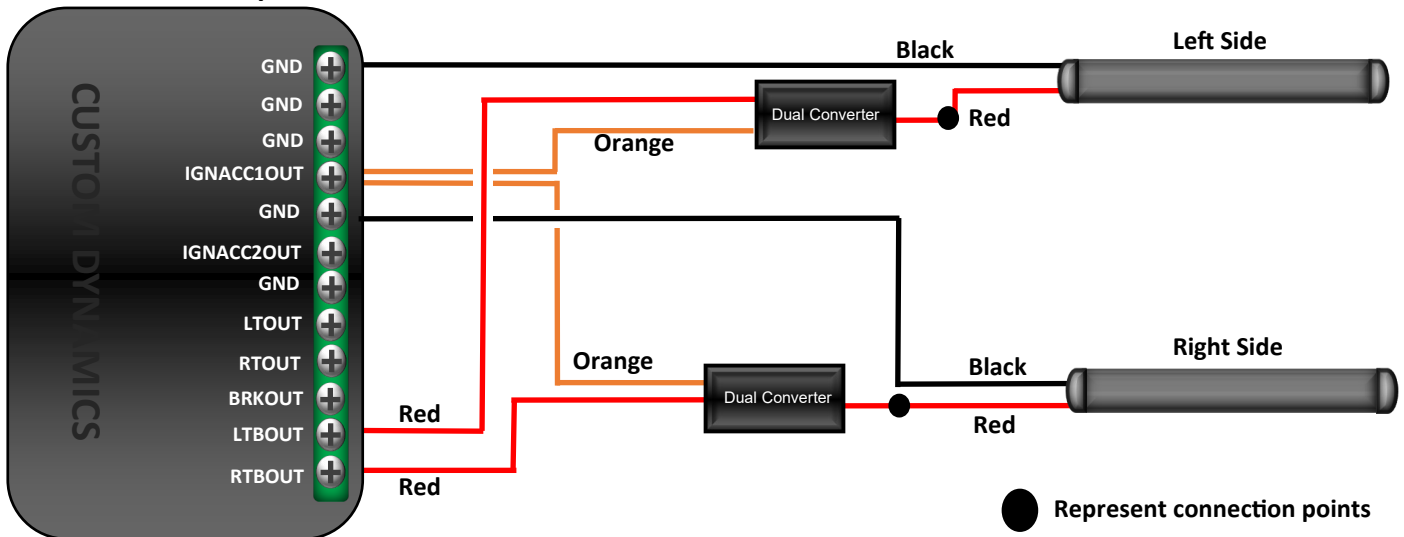 CUSTOM DYNAMICS
GND
GND
GND
IGNACC1OUT
GND
IGNACC2OUT
GND
LTOUT
RTOUT
BRKOUT
LTBOUT
RTBOUT
Black
Left Side
Dual Converter
Red
Orange
Orange
Right Side
Dual Converter
Black
Red
Red
Red
Represent connection points